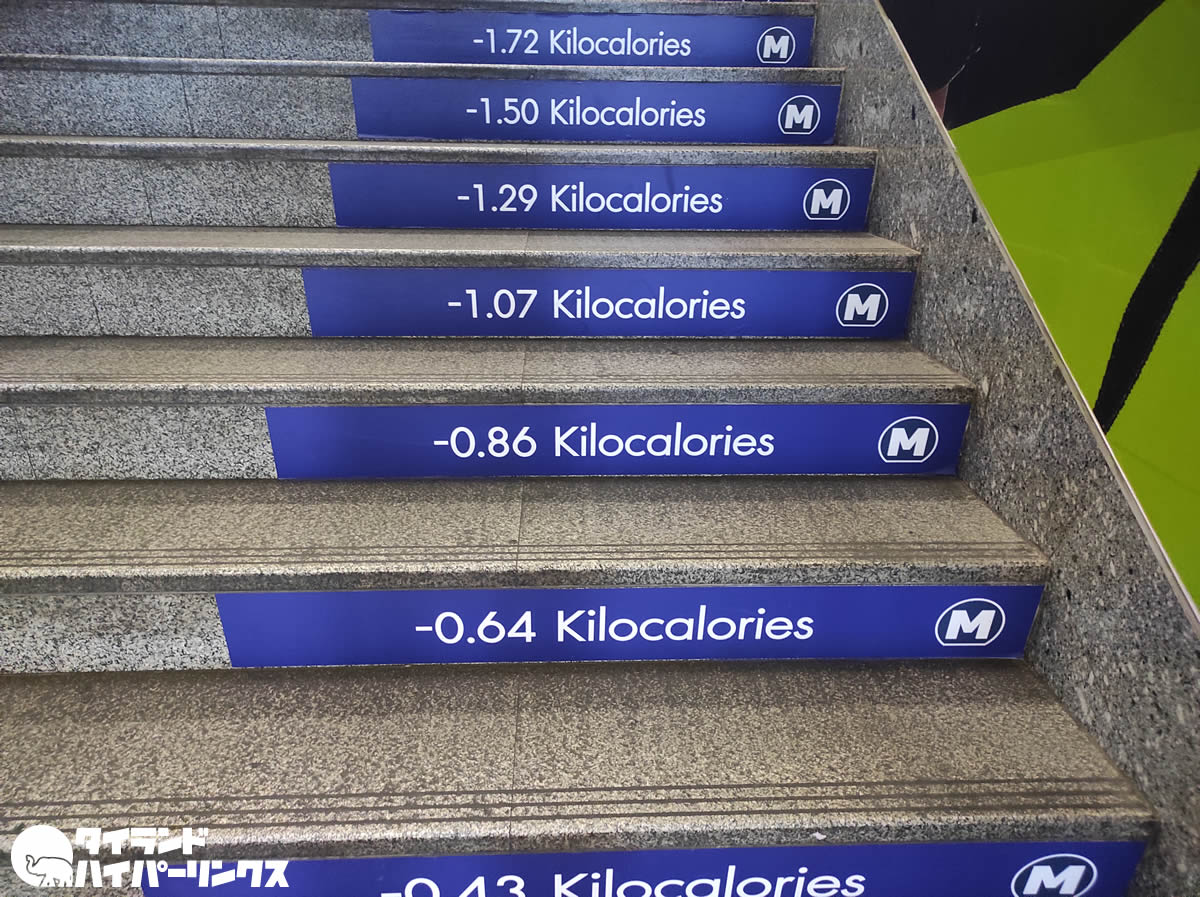 -1.72 Kilocalories M
-1.50 Kilocalories M
-1.29 Kilocalories M
-1.07 Kilocalories M
-0.86 Kilocalories M
-0.64 Kilocalories M
-0.43 Kilocalories M
タイランド
ハイパーリンクス